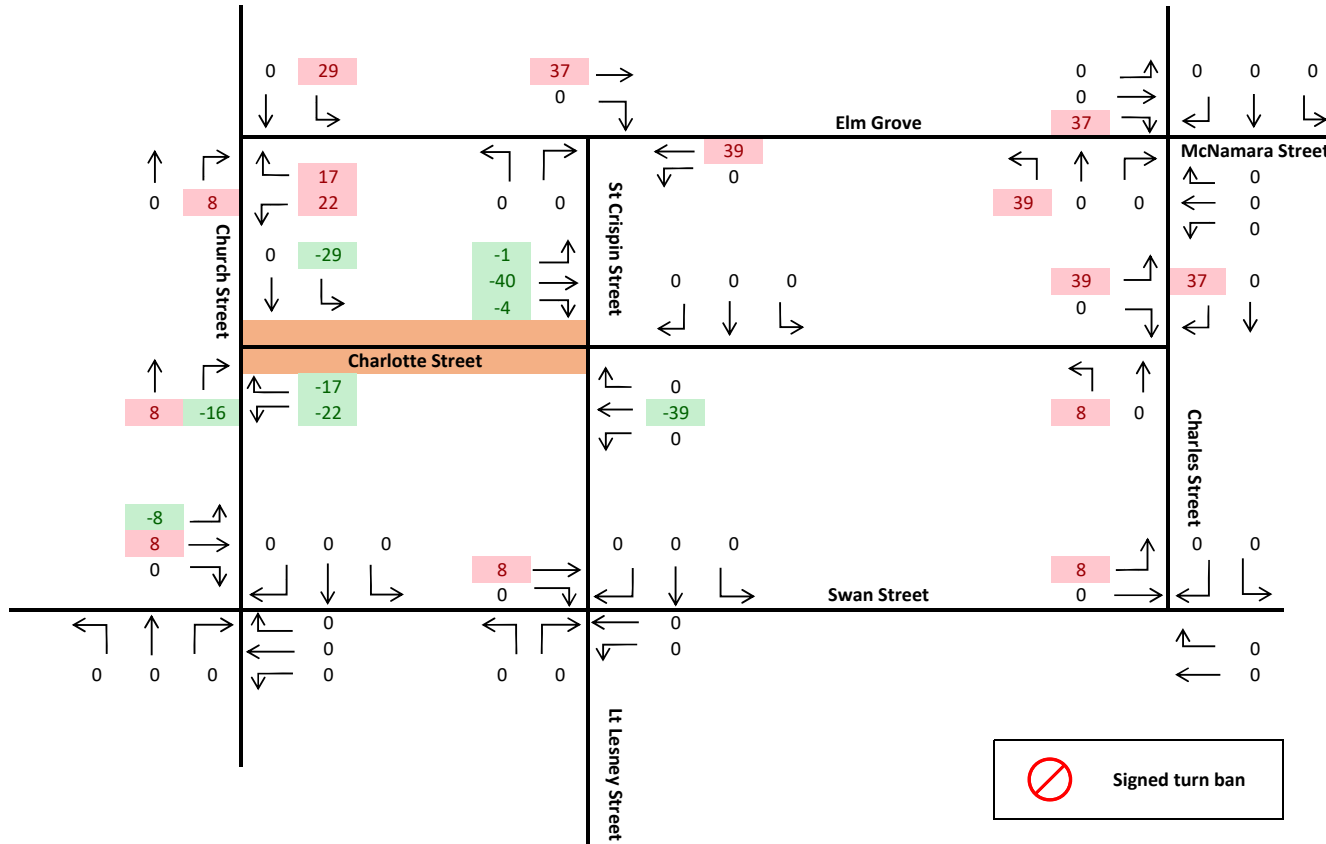 0 29 37 0 0 0 0
0 0
Elm Grove 37
39 McNamara Street
17 0 0
0 8 22 0 0 St Crispin Street 39 0 0 0
0
Church Street 0 -29 -1
-40 0 0 0 39 37 0
-4 0
Charlotte Street
-17 0
8 -16 -22 -39 8 0
0 Charles Street
-8
8 0 0 0 0 0 0 0 0
0 8 8
0 Swan Street 0
0 0
0 0 0
0 0 0 0 0 0 0
Lt Lesney Street
Signed turn ban